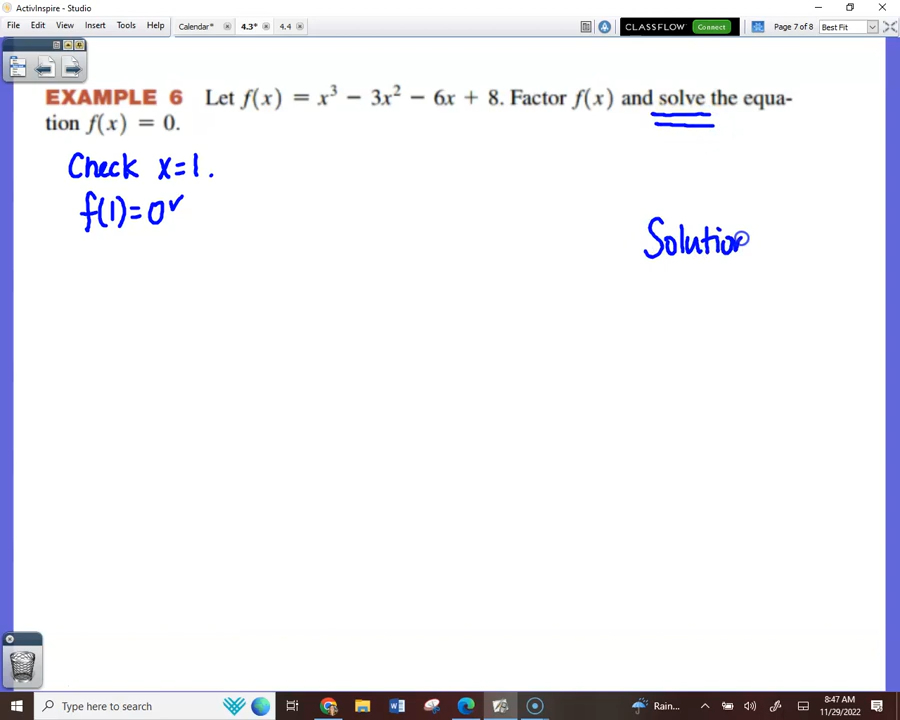 ActivInspire - Studio
File Edit View Insert Tools Help
Calendar* 4.3* 4.4
CLASSFLOW Connect
Page 7 of 8 Best Fit
EXAMPLE 6 Let f(x) = x³ − 3x² − 6x + 8. Factor f(x) and solve the equa-
tion f(x) = 0.
Check x=1.
f(1)=0✓
Solution
Type here to search
Rain...
8:47 AM
11/29/2022